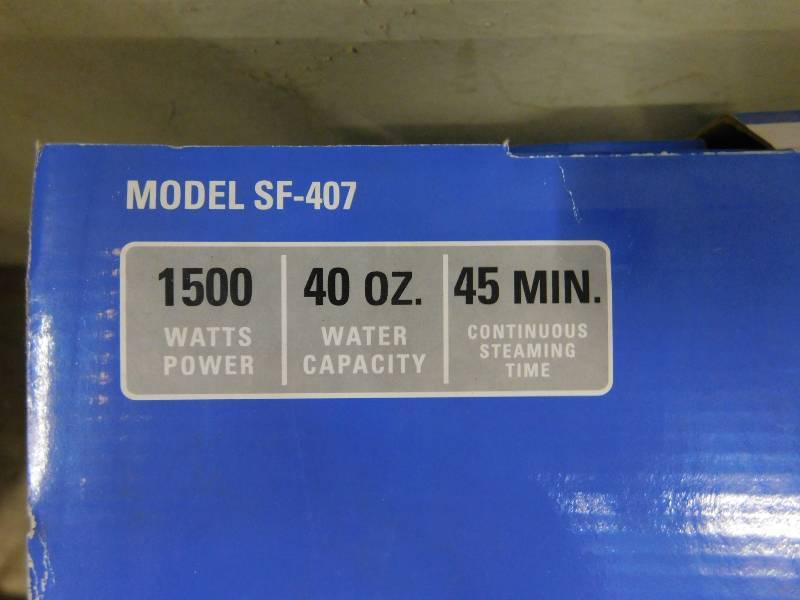 MODEL SF-407
1500
WATTS
POWER
40 OZ.
WATER
CAPACITY
45 MIN.
CONTINUOUS
STEAMING
TIME